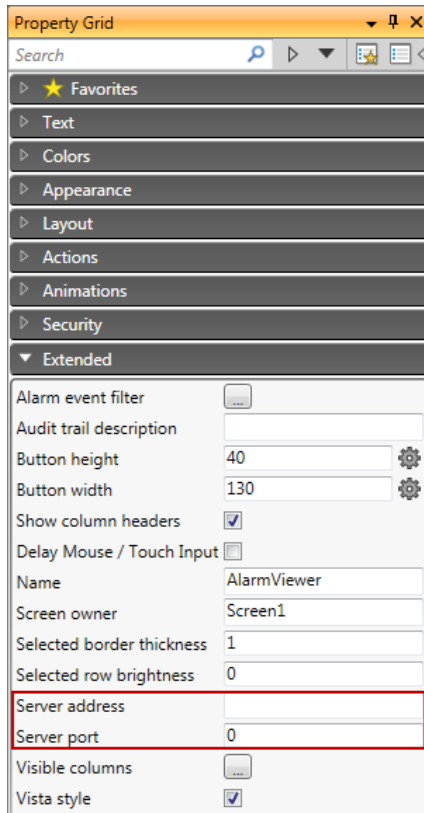 Property Grid
Search
Favorites
Text
Colors
Appearance
Layout
Actions
Animations
Security
Extended
Alarm event filter ...
Audit trail description
Button height 40
Button width 130
Show column headers
Delay Mouse / Touch Input
Name AlarmViewer
Screen owner Screen1
Selected border thickness 1
Selected row brightness 0
Server address
Server port 0
Visible columns ...
Vista style